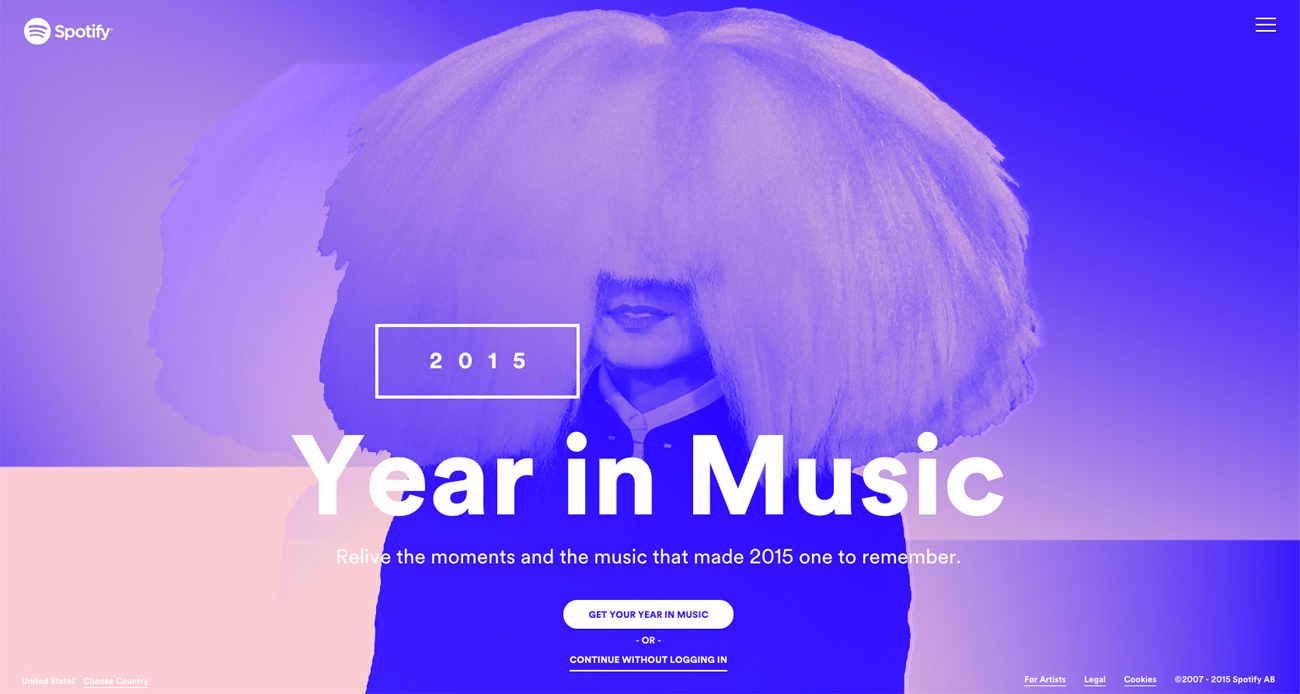 Spotify
2015
Year in Music
Relive the moments and the music that made 2015 one to remember.
GET YOUR YEAR IN MUSIC
- OR -
CONTINUE WITHOUT LOGGING IN
United States Choose Country
For Artists Legal Cookies ©2007 - 2015 Spotify AB